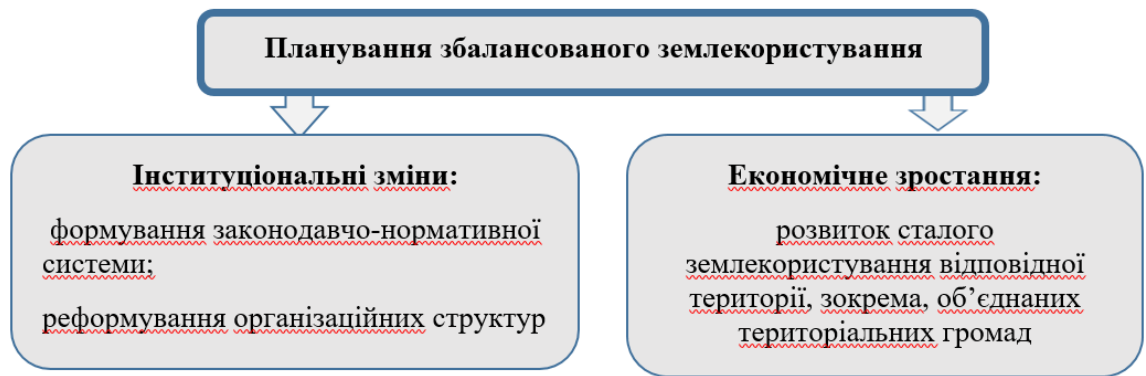 Планування збалансованого землекористування
Інституціональні зміни:
формування законодавчо-нормативної
системи;
реформування організаційних структур
Економічне зростання:
розвиток сталого
землекористування відповідної
території, зокрема, об’єднаних
територіальних громад